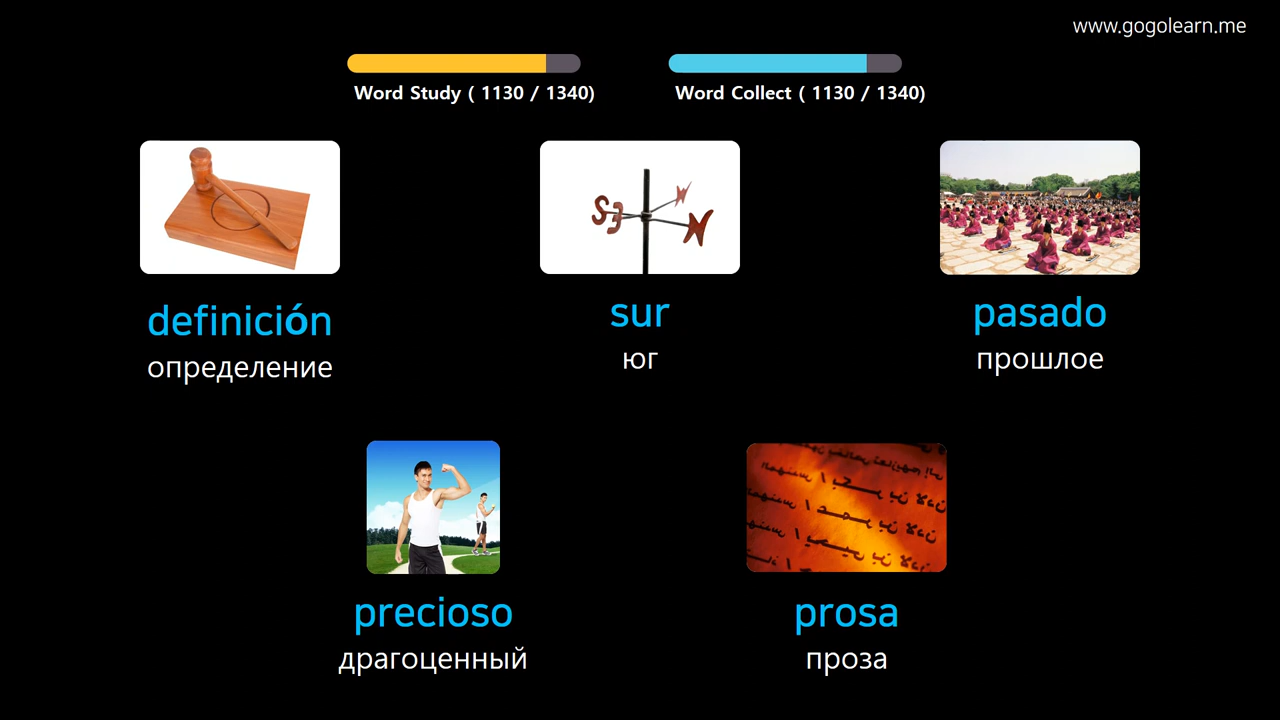 www.gogolearn.me
Word Study ( 1130 / 1340)
Word Collect ( 1130 / 1340)
definición
определение
sur
юг
pasado
прошлое
precioso
драгоценный
prosa
проза